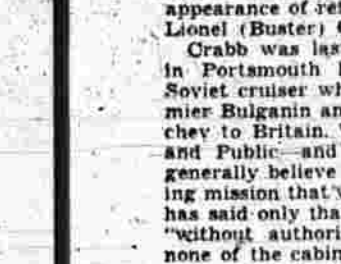 appearance of ret
Lionel (Buster) C
Crabb was last
in Portsmouth
Soviet cruiser wh
mier Bulganin an
chev to Britain.
and Public and
generally believe
ing mission that
has said only tha
"without authori
none of the cabin